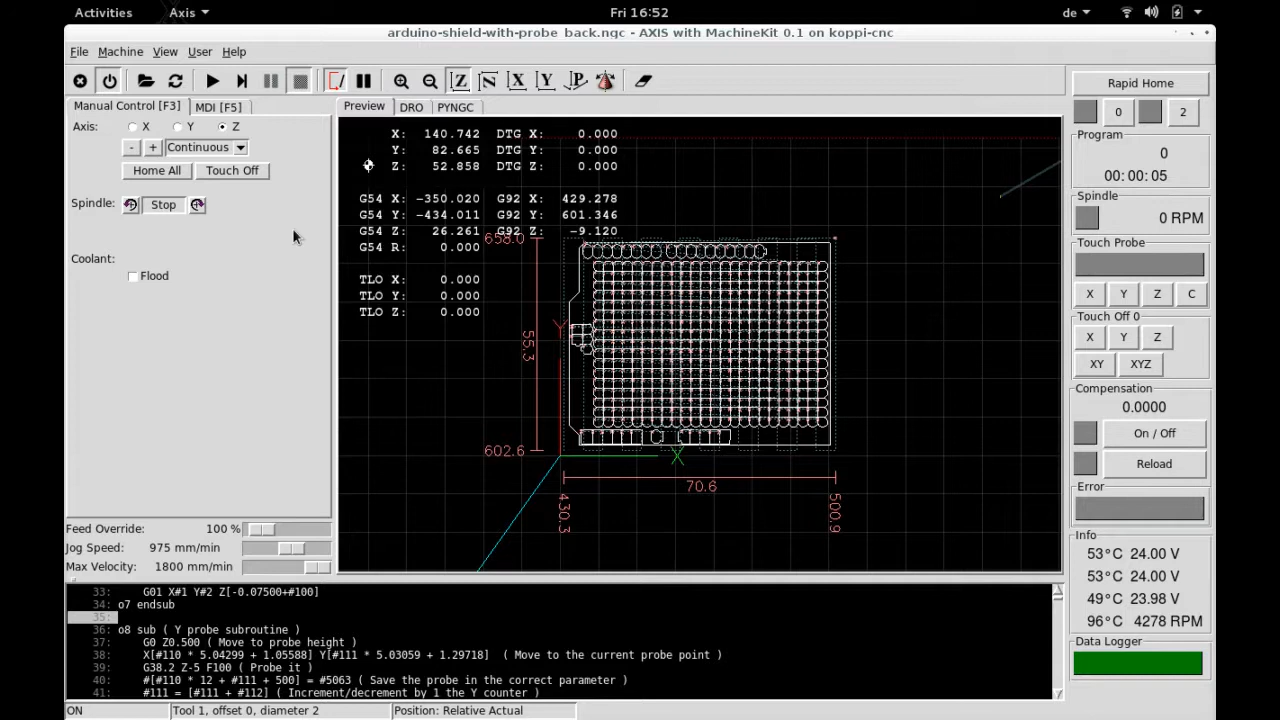 Activities Axis Fri 16:52 de
arduino-shield-with-probe_back.ngc - AXIS with MachineKit 0.1 on koppi-cnc
File Machine View User Help
Manual Control [F3] MDI [F5]
Axis: X Y Z
- + Continuous
Home All Touch Off
Spindle: Stop
Coolant:
Flood
Feed Override: 100 %
Jog Speed: 975 mm/min
Max Velocity: 1800 mm/min
Preview DRO PYNGC
X: 140.742 DTG X: 0.000
Y: 82.665 DTG Y: 0.000
Z: 52.858 DTG Z: 0.000
G54 X: -350.020 G92 X: 429.278
G54 Y: -434.011 G92 Y: 601.346
G54 Z: 26.261 G92 Z: -9.120
G54 R: 0.000
TLO X: 0.000
TLO Y: 0.000
TLO Z: 0.000
658.0
55.3
602.6
Y
X
70.6
430.3
500.9
Rapid Home
0 2
Program
0
00: 00: 05
Spindle
0 RPM
Touch Probe
X Y Z C
Touch Off 0
X Y Z
XY XYZ
Compensation
0.0000
On / Off
Reload
Error
Info
53°C 24.00 V
53°C 24.00 V
49°C 23.98 V
96°C 4278 RPM
Data Logger
33: G01 X#1 Y#2 Z[-0.07500+#100]
34: o7 endsub
35:
36: o8 sub ( Y probe subroutine )
37: G0 Z0.500 ( Move to probe height )
38: X[#110 * 5.04299 + 1.05588] Y[#111 * 5.03059 + 1.29718] ( Move to the current probe point )
39: G38.2 Z-5 F100 ( Probe it )
40: #[#110 * 12 + #111 + 500] = #5063 ( Save the probe in the correct parameter )
41: #111 = [#111 + #112] ( Increment/decrement by 1 the Y counter )
ON Tool 1, offset 0, diameter 2 Position: Relative Actual